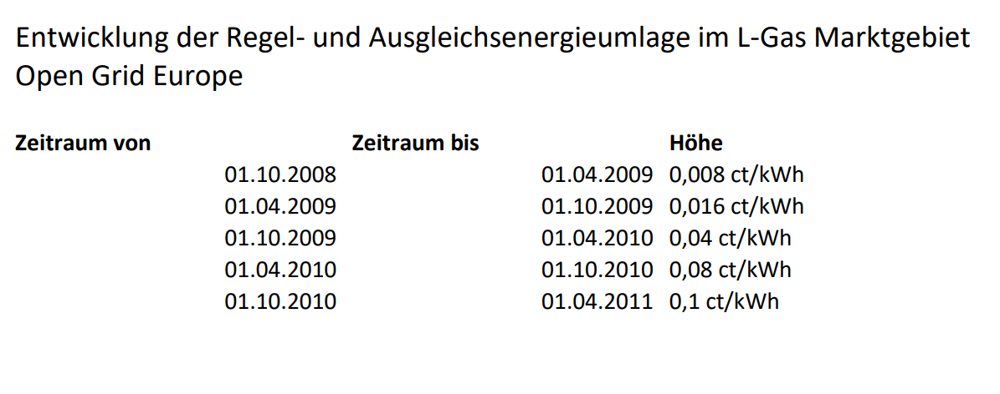 Entwicklung der Regel- und Ausgleichsenergieumlage im L-Gas Marktgebiet
Open Grid Europe
Zeitraum von Zeitraum bis Höhe
01.10.2008 01.04.2009 0,008 ct/kWh
01.04.2009 01.10.2009 0,016 ct/kWh
01.10.2009 01.04.2010 0,04 ct/kWh
01.04.2010 01.10.2010 0,08 ct/kWh
01.10.2010 01.04.2011 0,1 ct/kWh